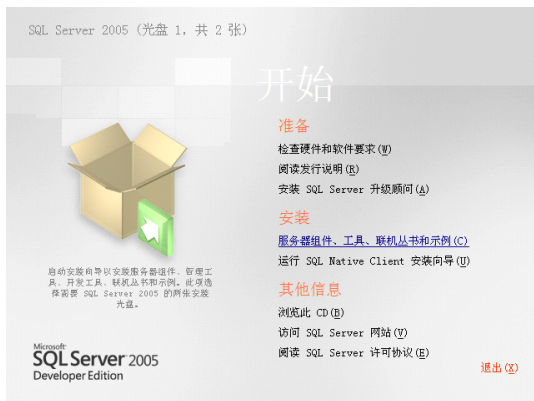 SQL Server 2005 (光盘 1, 共 2 张)
开始
准备
检查硬件和软件要求(W)
阅读发行说明(R)
安装 SQL Server 升级顾问(A)
安装
服务器组件、工具、联机丛书和示例(C)
运行 SQL Native Client 安装向导(U)
其他信息
浏览此 CD(B)
访问 SQL Server 网站(V)
阅读 SQL Server 许可协议(E)
退出(X)
启动安装向导以安装服务器组件、管理工
具、开发工具、联机丛书和示例。此项选
择需要 SQL Server 2005 的两张安装
光盘。
Microsoft
SQL Server 2005
Developer Edition